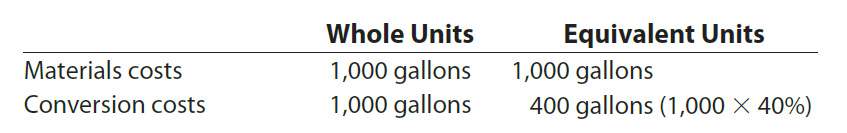 Whole Units Equivalent Units
Materials costs 1,000 gallons 1,000 gallons
Conversion costs 1,000 gallons 400 gallons (1,000 × 40%)